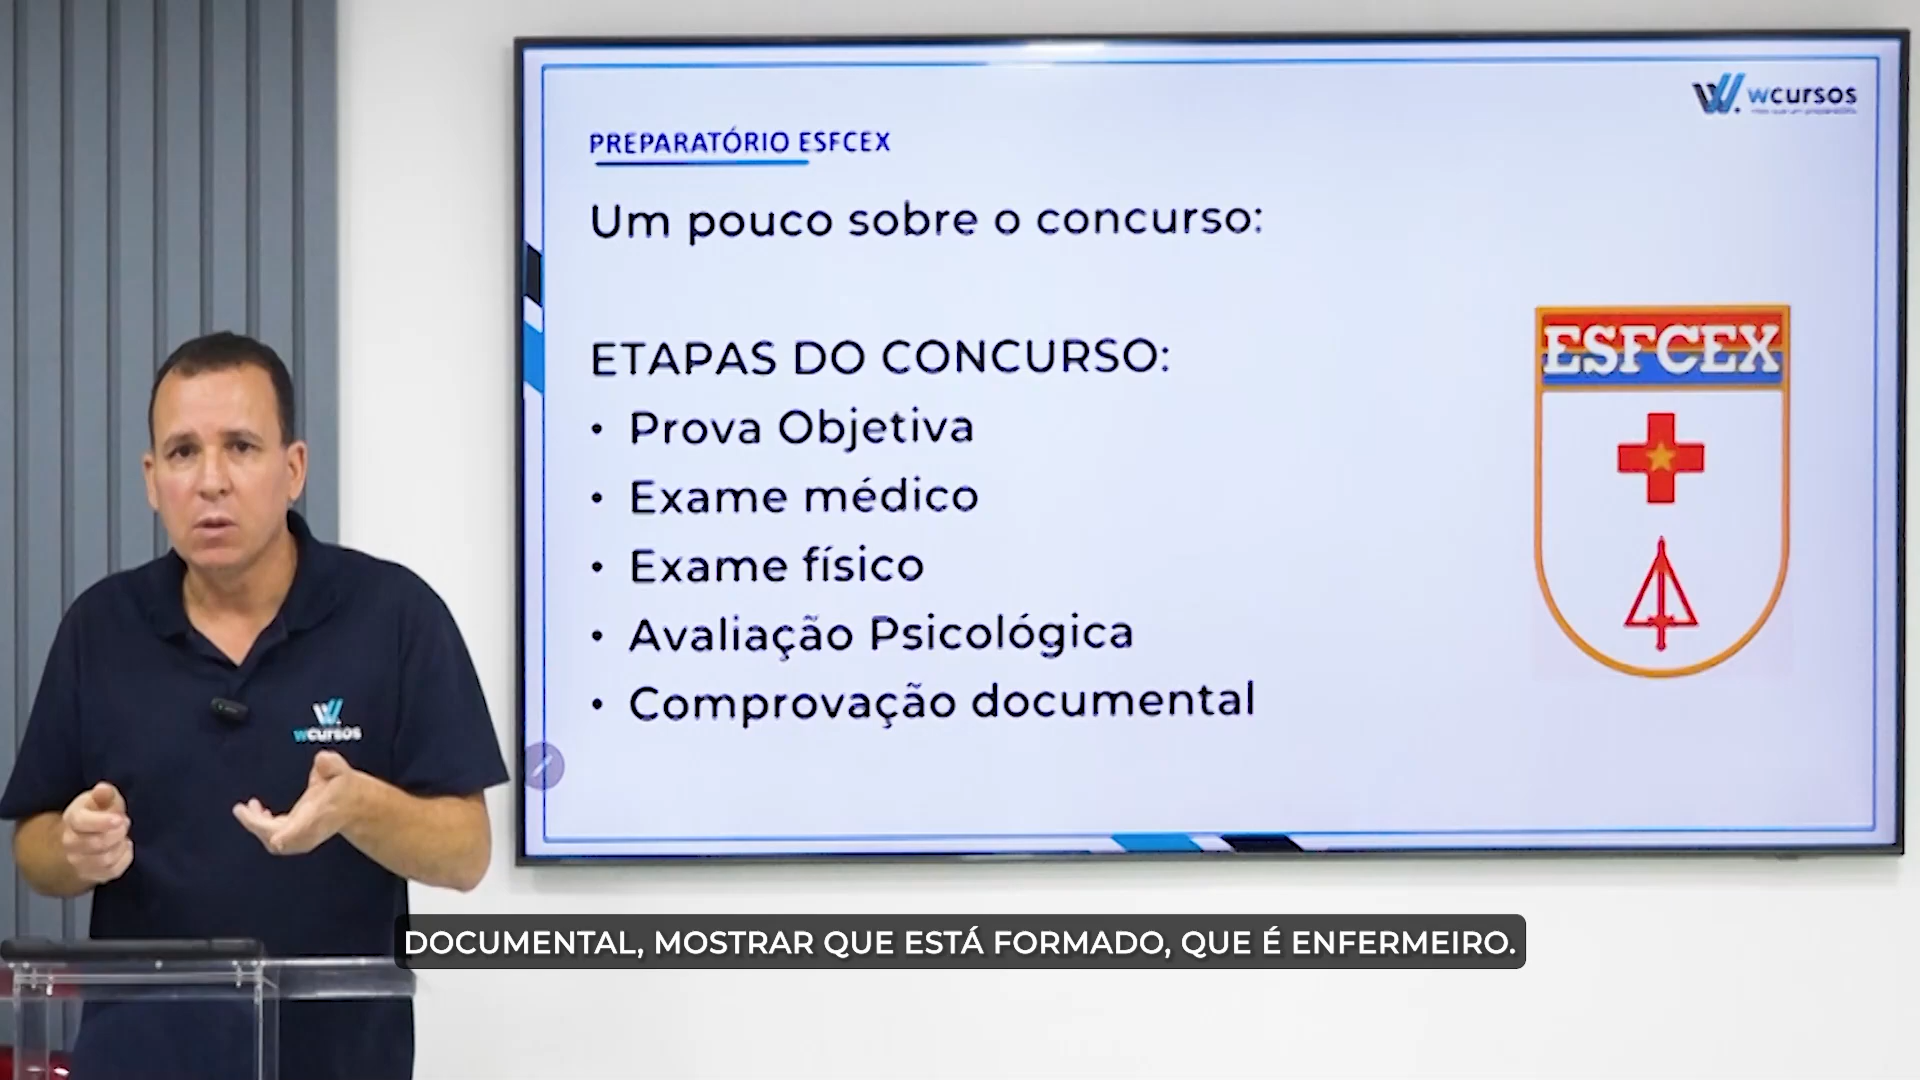 wcursos
PREPARATÓRIO ESFCEX
Um pouco sobre o concurso:
ETAPAS DO CONCURSO:
• Prova Objetiva
• Exame médico
• Exame físico
• Avaliação Psicológica
• Comprovação documental
ESFCEX
wcursos
DOCUMENTAL, MOSTRAR QUE ESTÁ FORMADO, QUE É ENFERMEIRO.